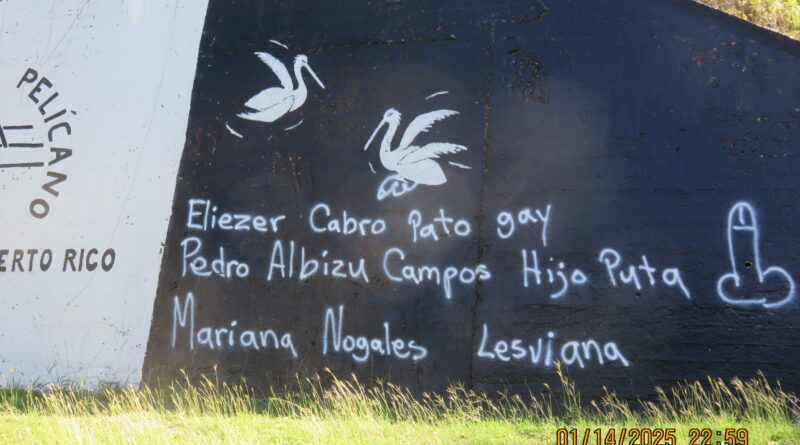 PELÍCANO
ERTO RICO
Eliezer Cabro Pato gay
Pedro Albizu Campos Hijo Puta
Mariana Nogales Lesviana
01/14/2025 22:59